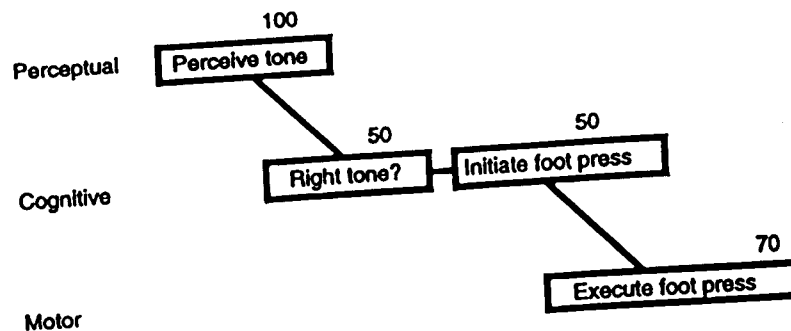 100
Perceptual
Perceive tone
50
50
Right tone?
Initiate foot press
Cognitive
70
Execute foot press
Motor